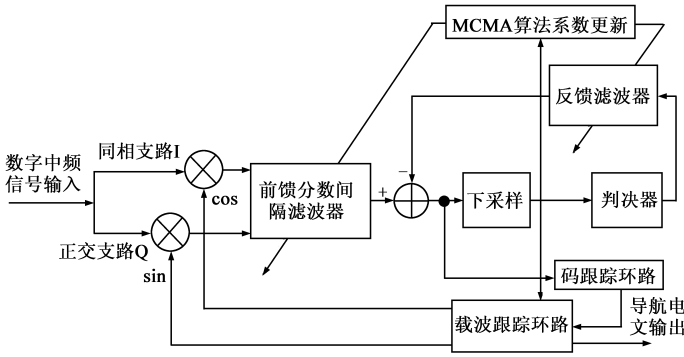 MCMA算法系数更新
反馈滤波器
数字中频
信号输入
同相支路I
cos
前馈分数间
隔滤波器
+
−
下采样
判决器
正交支路Q
sin
码跟踪环路
载波跟踪环路
导航电
文输出